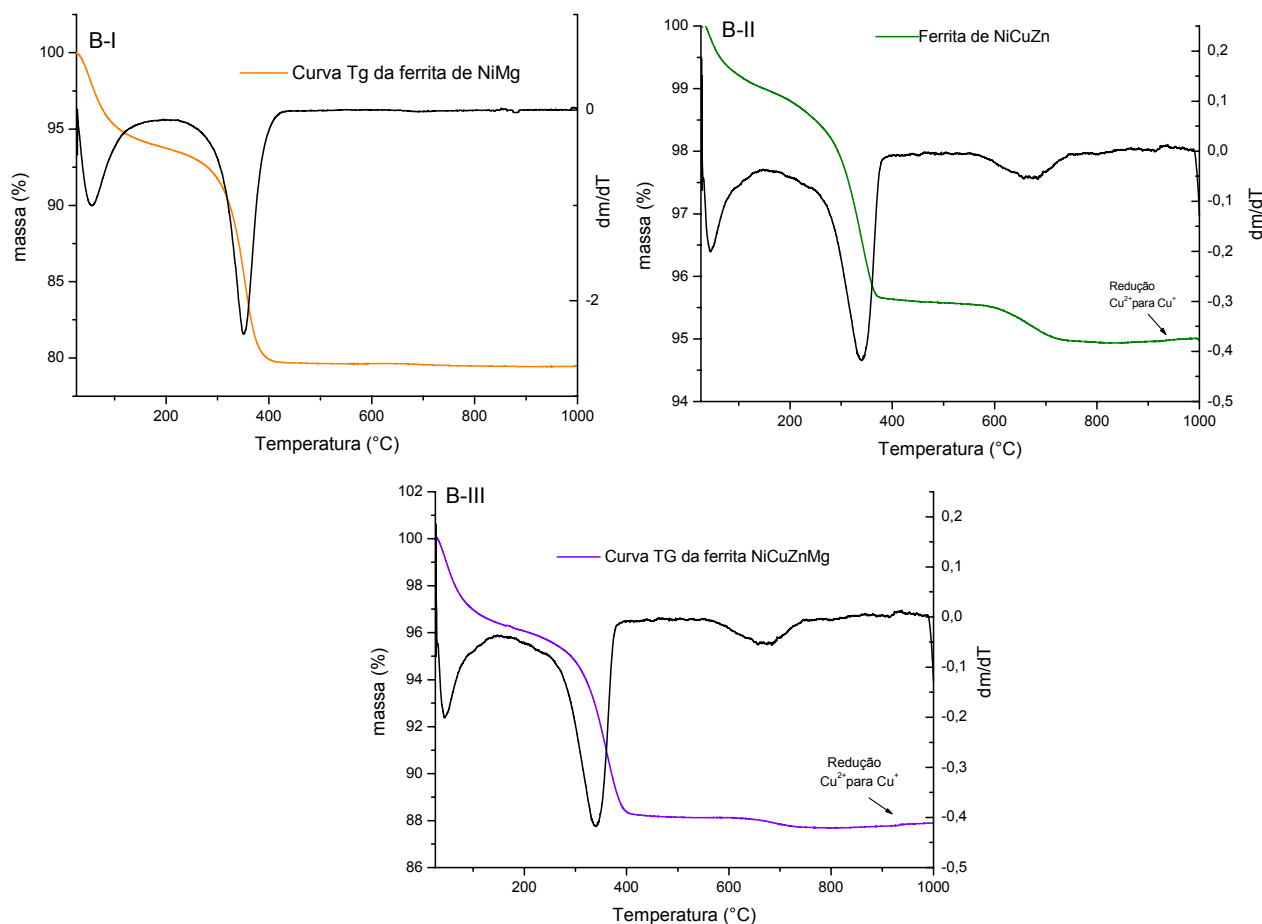 B-I
Curva Tg da ferrita de NiMg
massa (%)
100
95
90
85
80
0
-2
dm/dT
200
400
600
800
1000
Temperatura (°C)
B-II
Ferrita de NiCuZn
massa (%)
100
99
98
97
96
95
94
0,2
0,1
0,0
-0,1
-0,2
-0,3
-0,4
-0,5
dm/dT
Redução
Cu²⁺para Cu⁺
200
400
600
800
1000
Temperatura (°C)
B-III
Curva TG da ferrita NiCuZnMg
massa (%)
102
100
98
96
94
92
90
88
86
0,2
0,1
0,0
-0,1
-0,2
-0,3
-0,4
-0,5
dm/dT
Redução
Cu²⁺para Cu⁺
200
400
600
800
1000
Temperatura (°C)